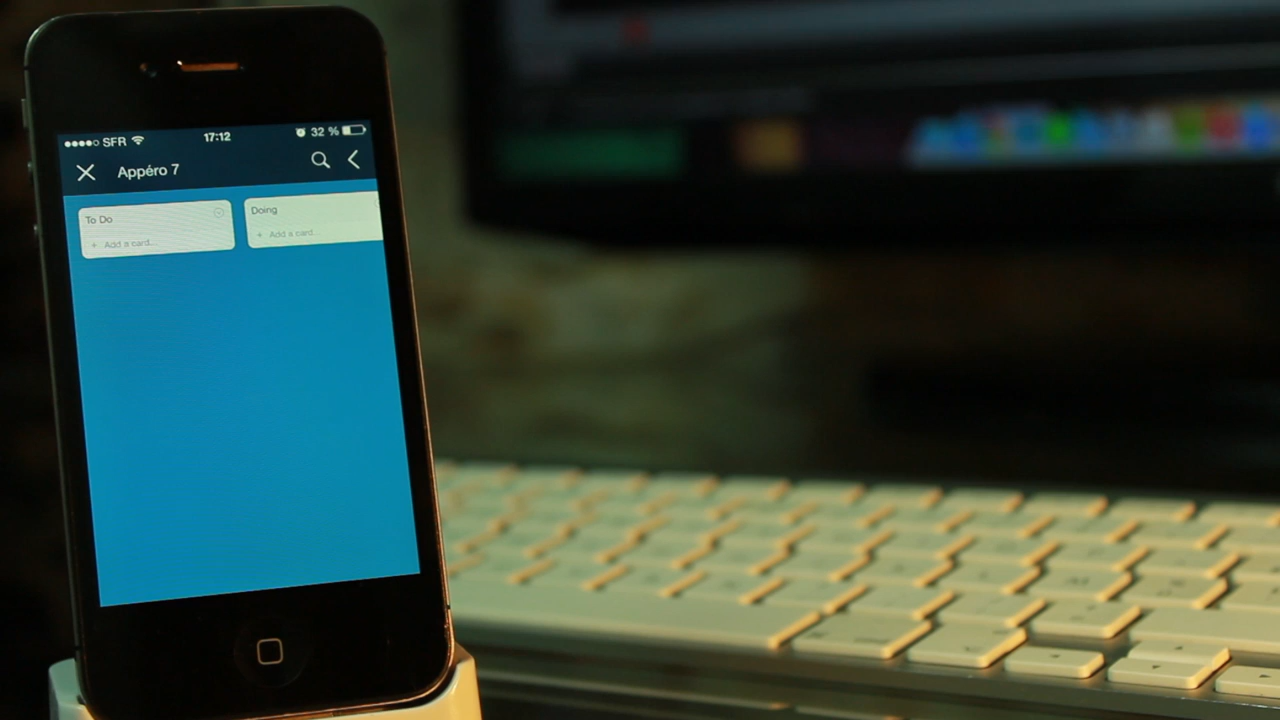 SFR 17:12 32 %
Appéro 7
To Do
+ Add a card...
Doing
+ Add a card...